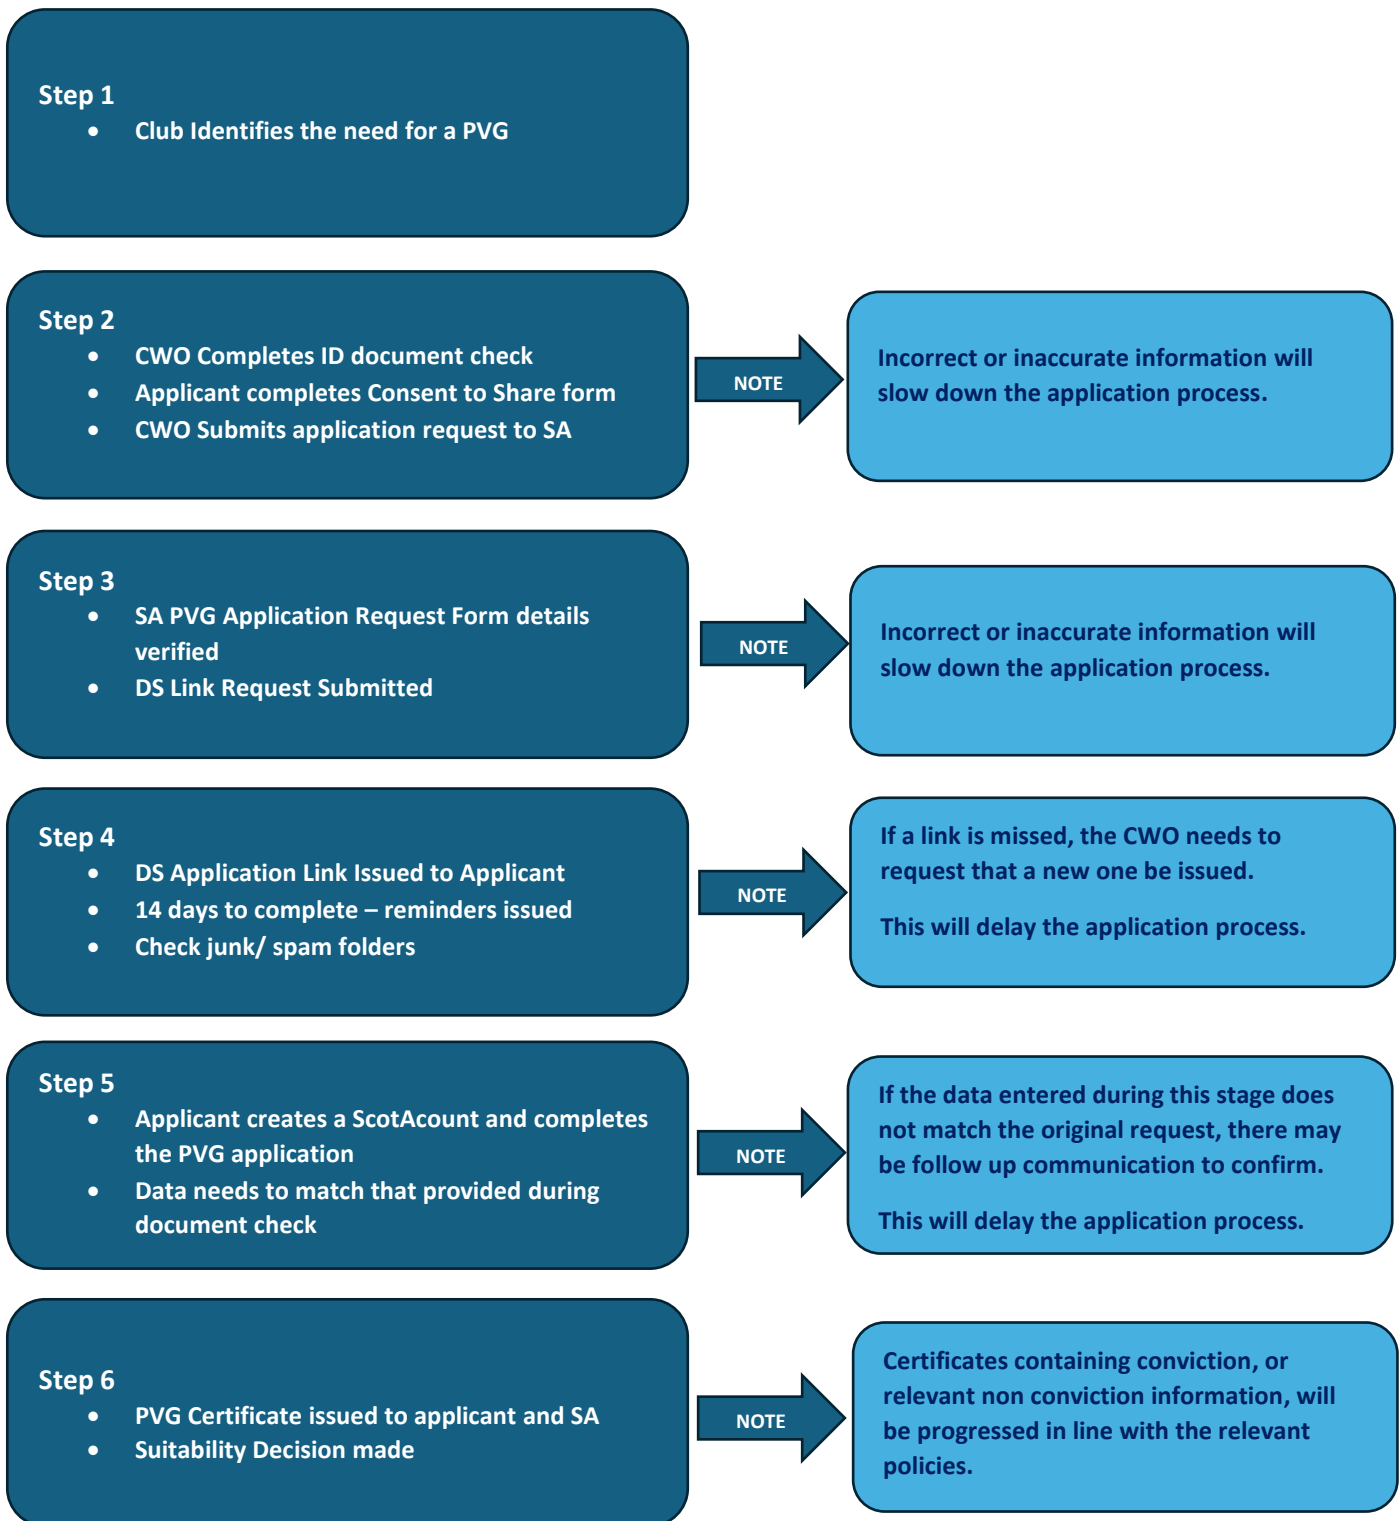 Step 1
• Club Identifies the need for a PVG
Step 2
• CWO Completes ID document check
• Applicant completes Consent to Share form
• CWO Submits application request to SA
NOTE
Incorrect or inaccurate information will
slow down the application process.
Step 3
• SA PVG Application Request Form details
verified
• DS Link Request Submitted
NOTE
Incorrect or inaccurate information will
slow down the application process.
Step 4
• DS Application Link Issued to Applicant
• 14 days to complete – reminders issued
• Check junk/ spam folders
NOTE
If a link is missed, the CWO needs to
request that a new one be issued.
This will delay the application process.
Step 5
• Applicant creates a ScotAcount and completes
the PVG application
• Data needs to match that provided during
document check
NOTE
If the data entered during this stage does
not match the original request, there may
be follow up communication to confirm.
This will delay the application process.
Step 6
• PVG Certificate issued to applicant and SA
• Suitability Decision made
NOTE
Certificates containing conviction, or
relevant non conviction information, will
be progressed in line with the relevant
policies.